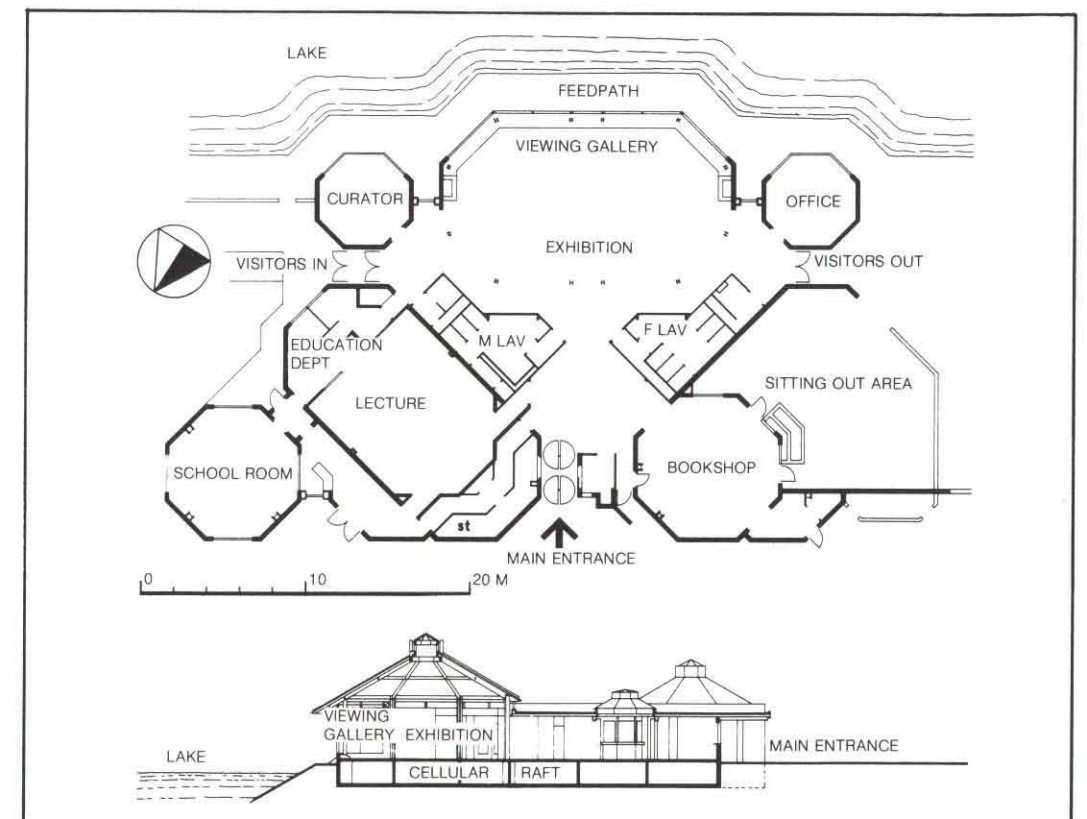 LAKE
FEEDPATH
VIEWING GALLERY
CURATOR
OFFICE
EXHIBITION
VISITORS IN
VISITORS OUT
M LAV
F LAV
EDUCATION
DEPT
SITTING OUT AREA
LECTURE
SCHOOL ROOM
BOOKSHOP
st
MAIN ENTRANCE
0 10 20 M
VIEWING
GALLERY EXHIBITION
MAIN ENTRANCE
LAKE
CELLULAR RAFT